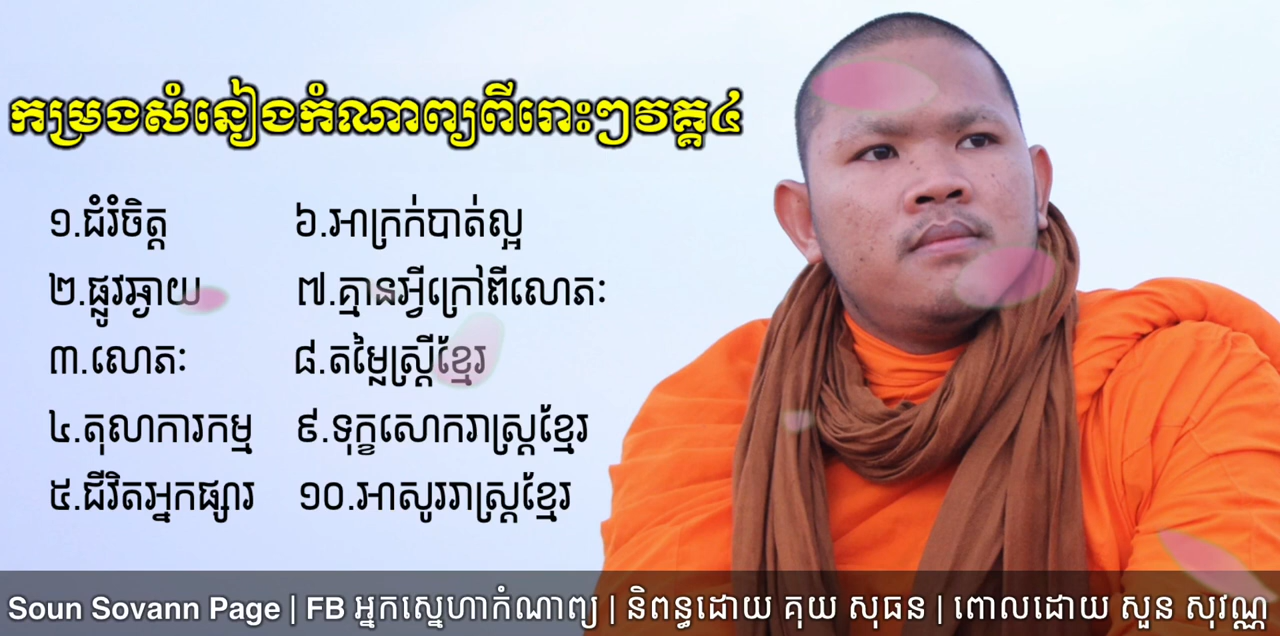 កម្រងសំនៀងកំណាព្យពីរោះៗវគ្គ៤
១.ជំរំចិត្ត
២.ផ្លូវឆ្ងាយ
៣.លោតៈ
៤.តុលាការកម្ម
៥.ជីវិតអ្នកផ្សារ
៦.អាក្រក់បាត់ល្អ
៧.គ្មានអ្វីក្រៅពីលោតៈ
៨.តម្លៃស្ត្រីខ្មែរ
៩.ទុក្ខសោករាស្ត្រខ្មែរ
១០.អាសូររាស្ត្រខ្មែរ
Soun Sovann Page | FB អ្នកស្នេហាកំណាព្យ | និពន្ធដោយ គុយ សុធន | ពោលដោយ សួន សុវណ្ណ